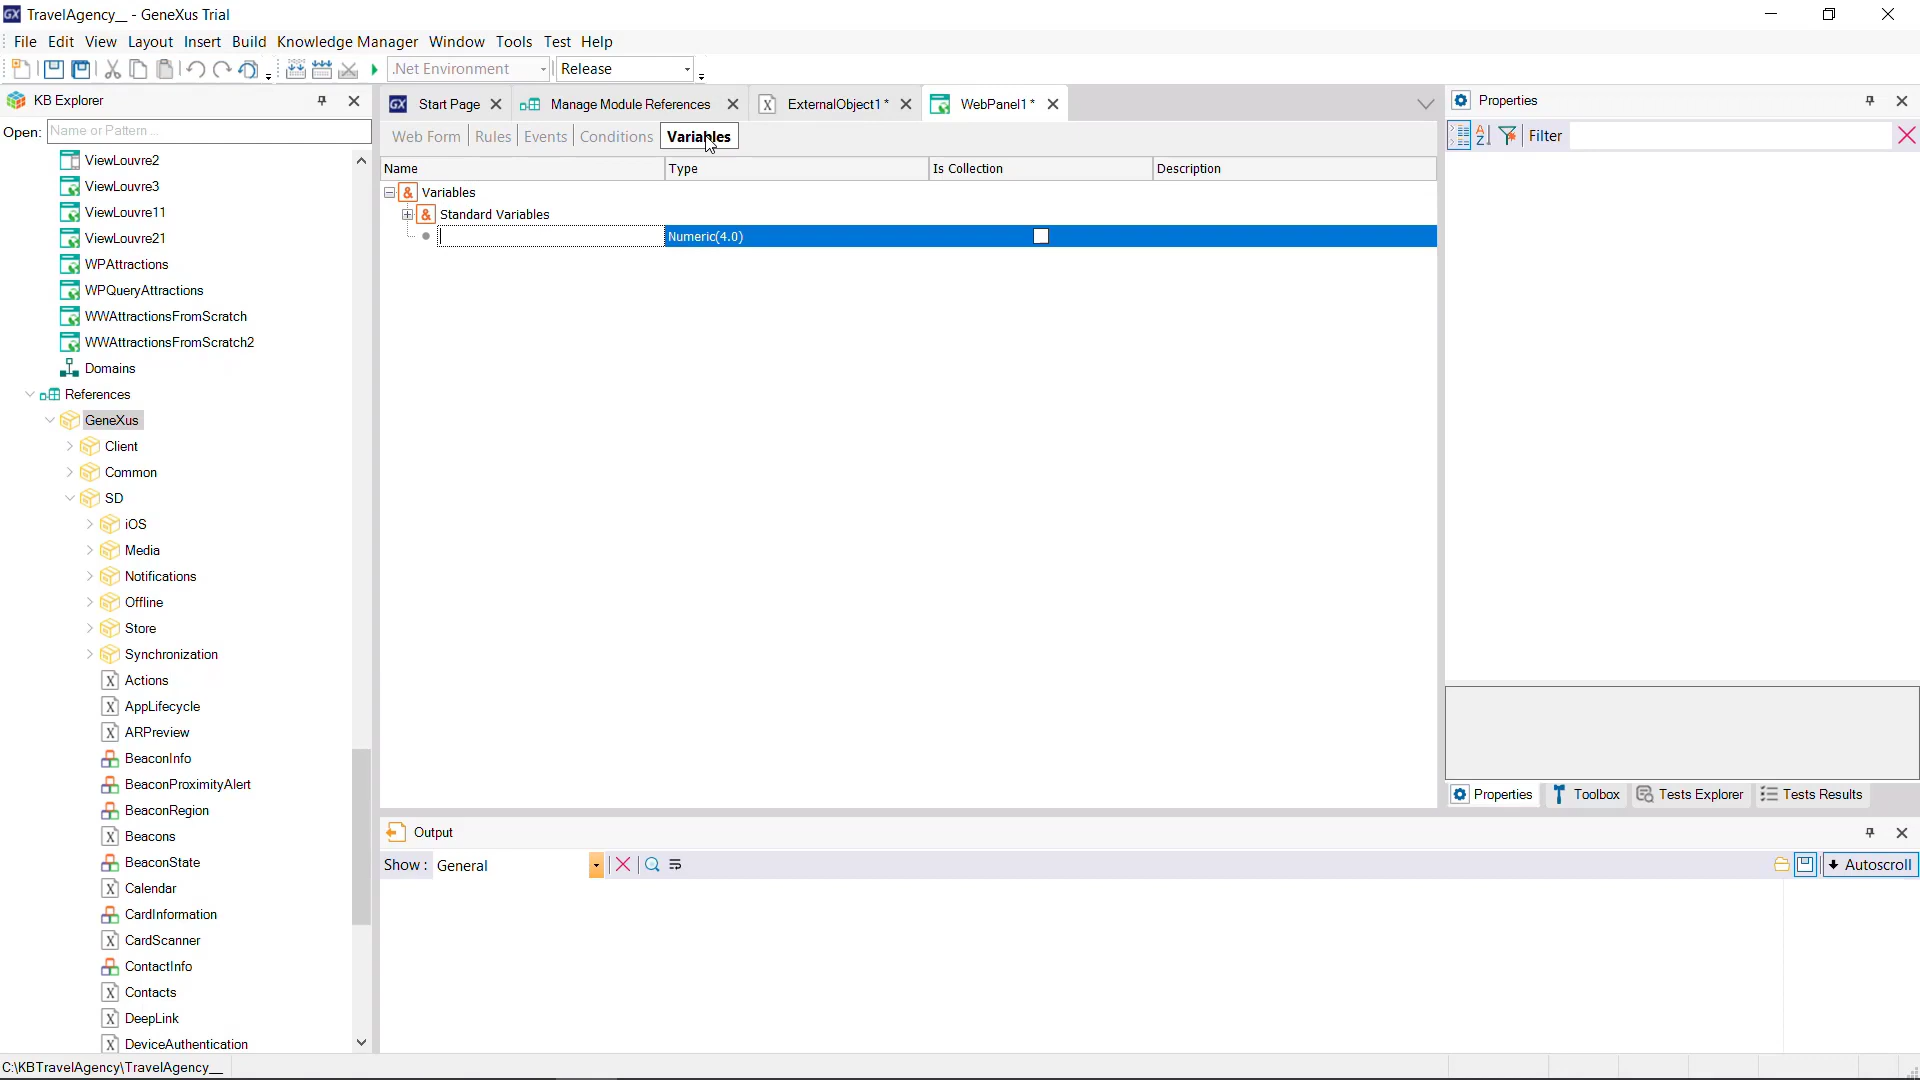 TravelAgency__ - GeneXus Trial
File Edit View Layout Insert Build Knowledge Manager Window Tools Test Help
.Net Environment Release
KB Explorer
Open: Name or Pattern ...
ViewLouvre2
ViewLouvre3
ViewLouvre11
ViewLouvre21
WPAttractions
WPQueryAttractions
WWAttractionsFromScratch
WWAttractionsFromScratch2
Domains
References
GeneXus
Client
Common
SD
iOS
Media
Notifications
Offline
Store
Synchronization
Actions
AppLifecycle
ARPreview
BeaconInfo
BeaconProximityAlert
BeaconRegion
Beacons
BeaconState
Calendar
CardInformation
CardScanner
ContactInfo
Contacts
DeepLink
DeviceAuthentication
Start Page Manage Module References ExternalObject1 * WebPanel1 *
Web Form Rules Events Conditions Variables
Name Type Is Collection Description
Variables
Standard Variables
Numeric(4.0)
Properties
Filter
Properties Toolbox Tests Explorer Tests Results
Output
Show: General
Autoscroll
C:\KBTravelAgency\TravelAgency__